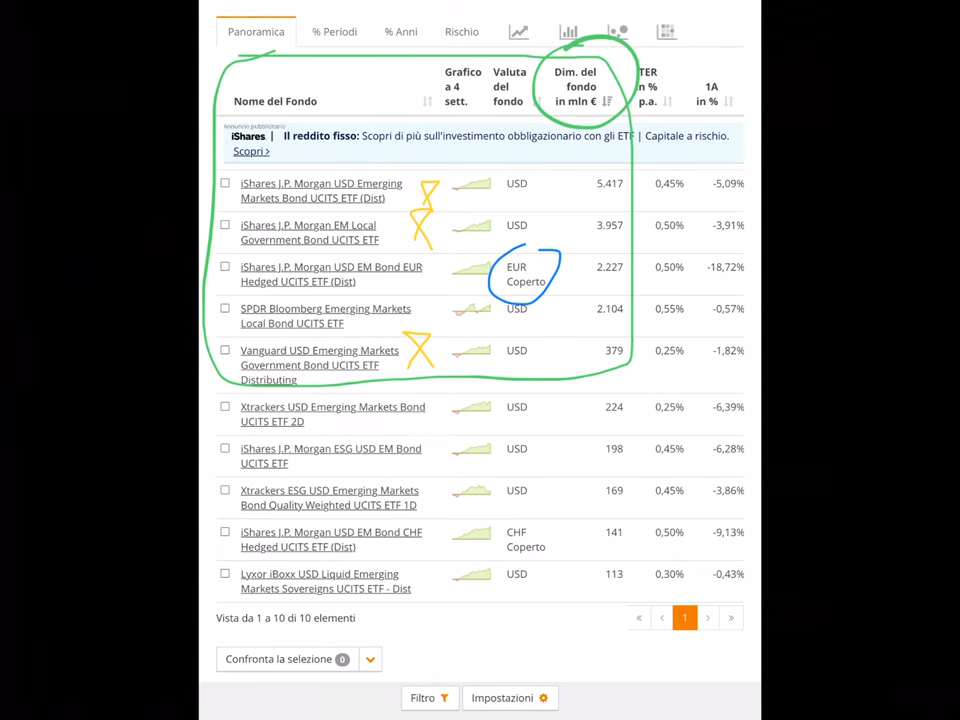 Panoramica % Periodi % Anni Rischio
Nome del Fondo Grafico a 4 sett. Valuta del fondo Dim. del fondo in mln € TER in % p.a. 1A in %
Annuncio pubblicitario
iShares. | Il reddito fisso: Scopri di più sull'investimento obbligazionario con gli ETF | Capitale a rischio.
Scopri >
iShares J.P. Morgan USD Emerging USD 5.417 0,45% -5,09%
Markets Bond UCITS ETF (Dist)
iShares J.P. Morgan EM Local USD 3.957 0,50% -3,91%
Government Bond UCITS ETF
iShares J.P. Morgan USD EM Bond EUR EUR 2.227 0,50% -18,72%
Hedged UCITS ETF (Dist) Coperto
SPDR Bloomberg Emerging Markets USD 2.104 0,55% -0,57%
Local Bond UCITS ETF
Vanguard USD Emerging Markets USD 379 0,25% -1,82%
Government Bond UCITS ETF
Distributing
Xtrackers USD Emerging Markets Bond USD 224 0,25% -6,39%
UCITS ETF 2D
iShares J.P. Morgan ESG USD EM Bond USD 198 0,45% -6,28%
UCITS ETF
Xtrackers ESG USD Emerging Markets USD 169 0,45% -3,86%
Bond Quality Weighted UCITS ETF 1D
iShares J.P. Morgan USD EM Bond CHF CHF 141 0,50% -9,13%
Hedged UCITS ETF (Dist) Coperto
Lyxor iBoxx USD Liquid Emerging USD 113 0,30% -0,43%
Markets Sovereigns UCITS ETF - Dist
Vista da 1 a 10 di 10 elementi « ‹ 1 › »
Confronta la selezione 0
Filtro Impostazioni